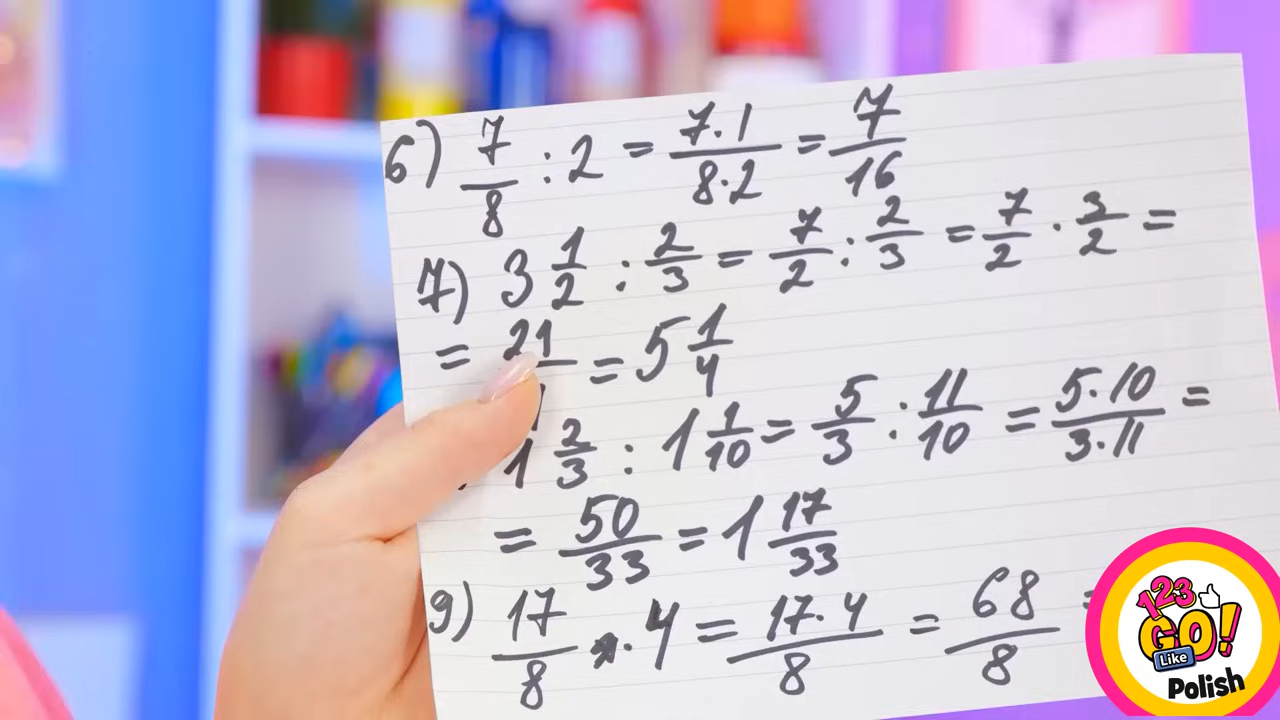 6) 7/8 : 2 = 7·1/8·2 = 7/16
7) 3 1/2 : 2/3 = 7/2 : 2/3 = 7/2 · 3/2 =
= 21/ = 5 1/4
1 2/3 : 1 1/10 = 5/3 : 11/10 = 5·10/3·11 =
= 50/33 = 1 17/33
9) 17/8 · 4 = 17·4/8 = 68/8 =
123
GO!
Like
Polish